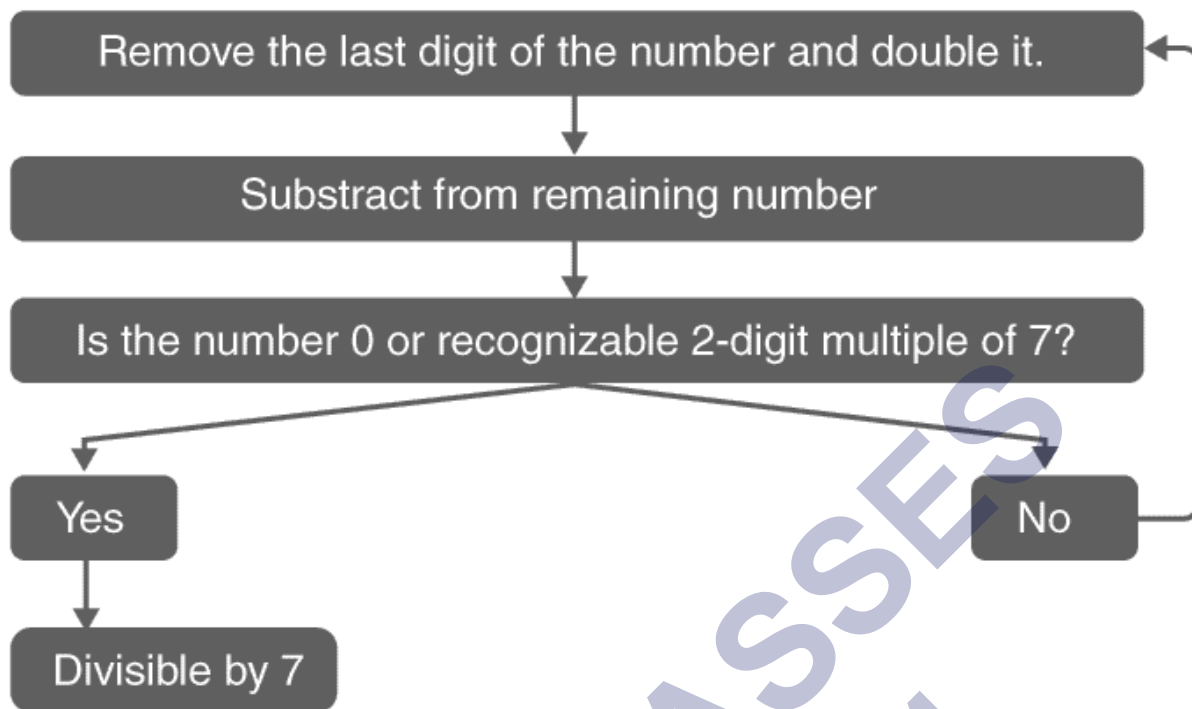 Remove the last digit of the number and double it.
Substract from remaining number
Is the number 0 or recognizable 2-digit multiple of 7?
Yes
No
Divisible by 7